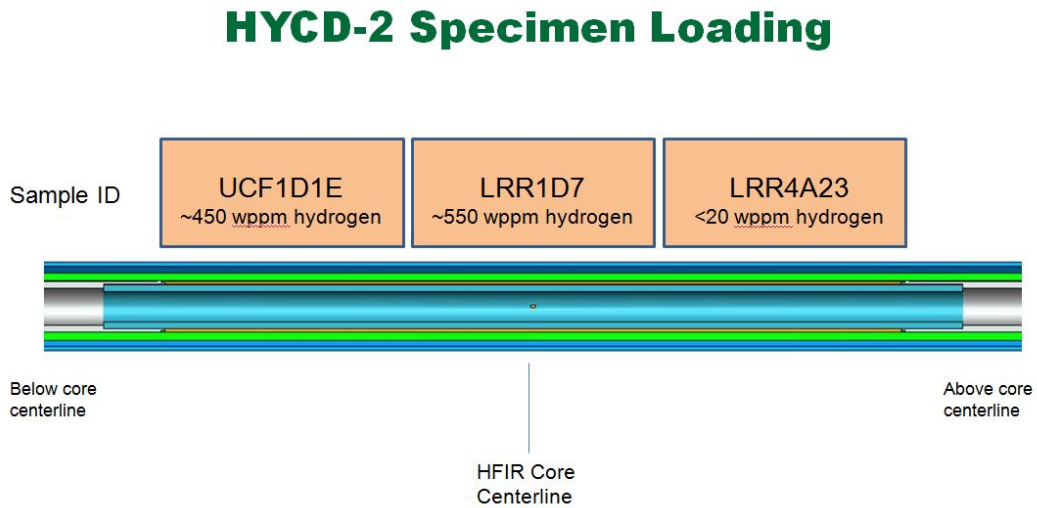 HYCD-2 Specimen Loading
Sample ID
UCF1D1E
~450 wppm hydrogen
LRR1D7
~550 wppm hydrogen
LRR4A23
<20 wppm hydrogen
Below core
centerline
Above core
centerline
HFIR Core
Centerline